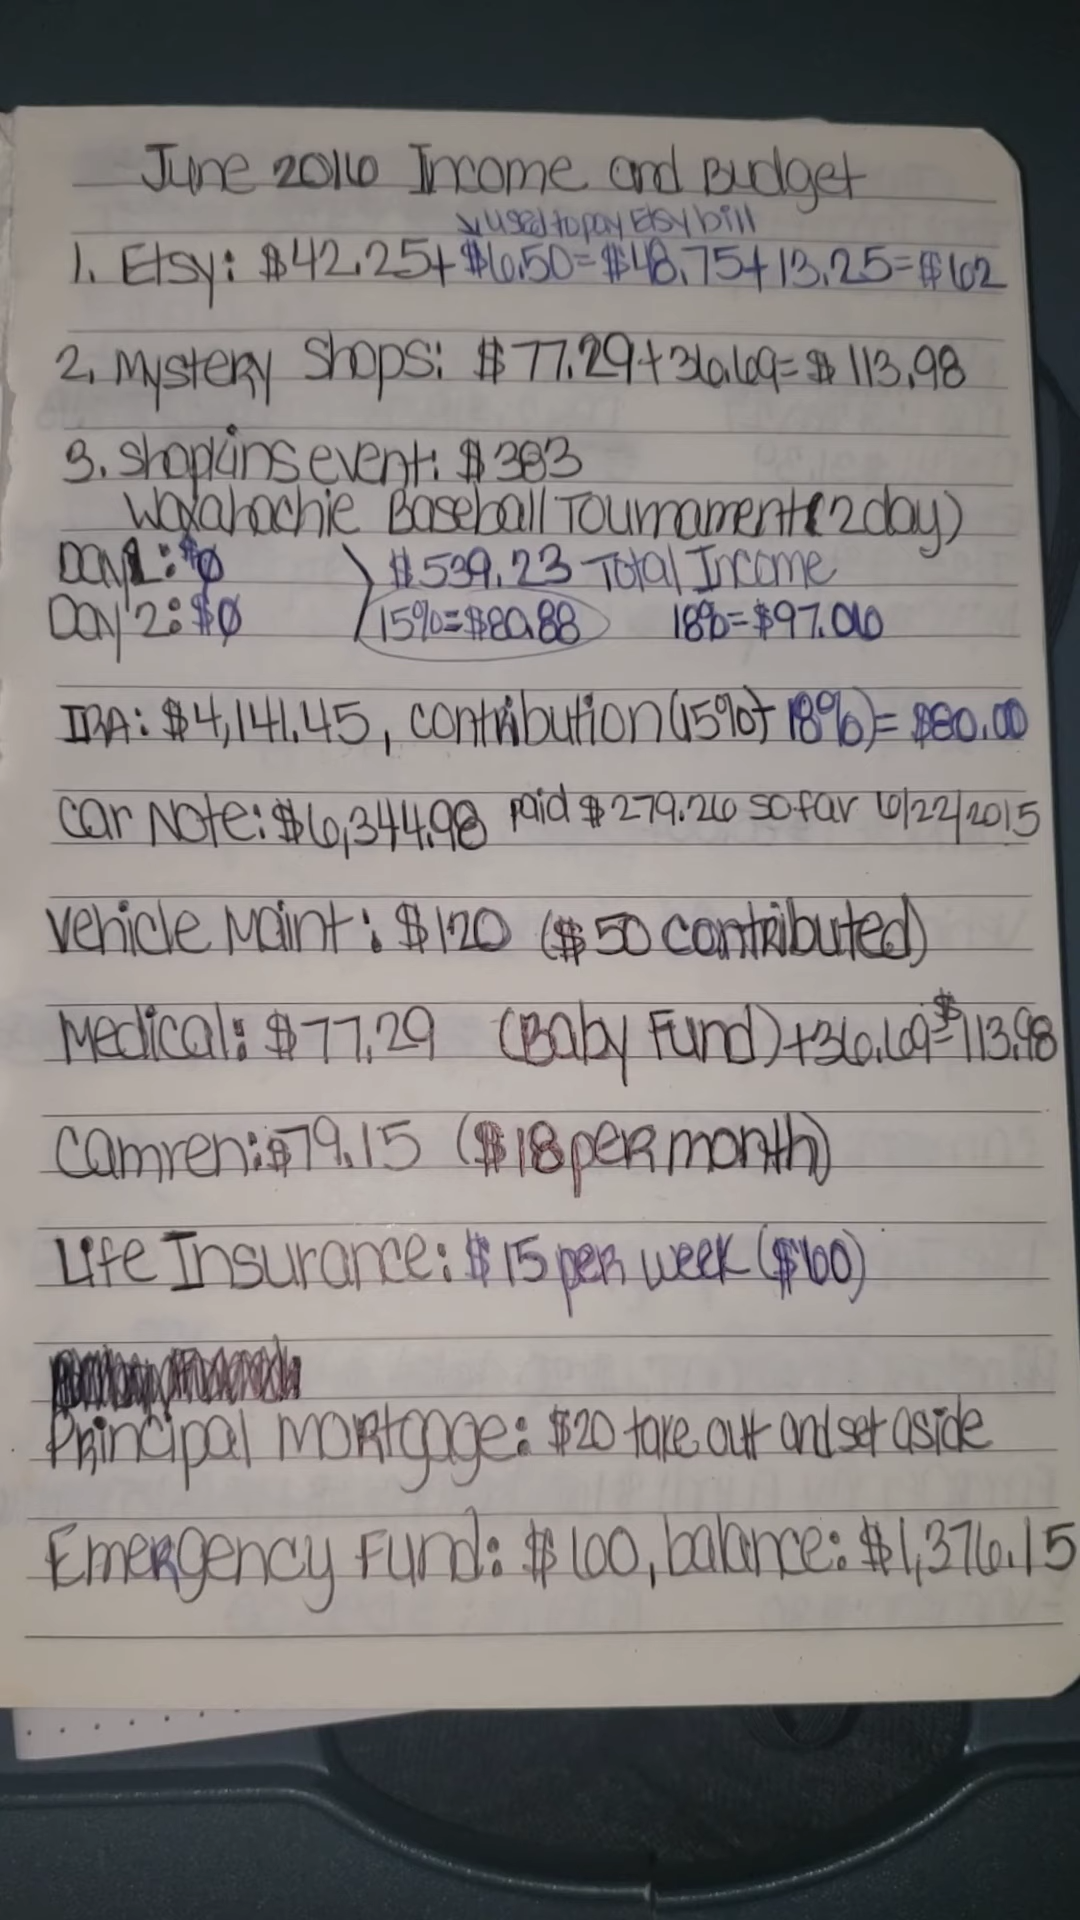 June 2016 Income and Budget
↘used to pay Etsy bill
1. Etsy: $42.25+$6.50=$48.75+13.25=$62
2. Mystery Shops: $77.29+36.69=$113.98
3. Shopkins event: $383
Waxahachie Baseball Tournament (2day)
Day 1: $0 $539.23 Total Income
Day 2: $0 15%=$80.88 18%=$97.06
IRA: $4,141.45, contribution (15%+18%)=$80.00
Car Note: $6,344.98 paid $279.26 so far 6/22/2015
Vehicle Maint: $120 ($50 contributed)
Medical: $77.29 (Baby Fund)+36.69=$113.98
Camren: $79.15 ($18 per month)
Life Insurance: $15 per week ($60)
Principal Mortgage: $20 take out and set aside
Emergency Fund: $100, balance: $1,376.15